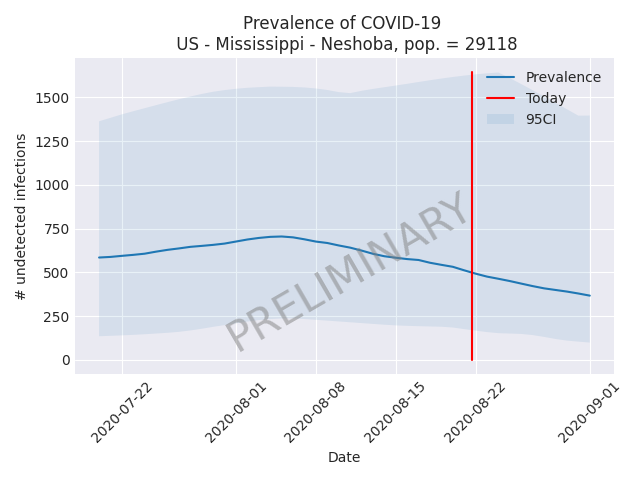 Prevalence of COVID-19
US - Mississippi - Neshoba, pop. = 29118
Prevalence
Today
95CI
1500
1250
1000
750
500
250
0
# undetected infections
PRELIMINARY
2020-07-22
2020-08-01
2020-08-08
2020-08-15
2020-08-22
2020-09-01
Date